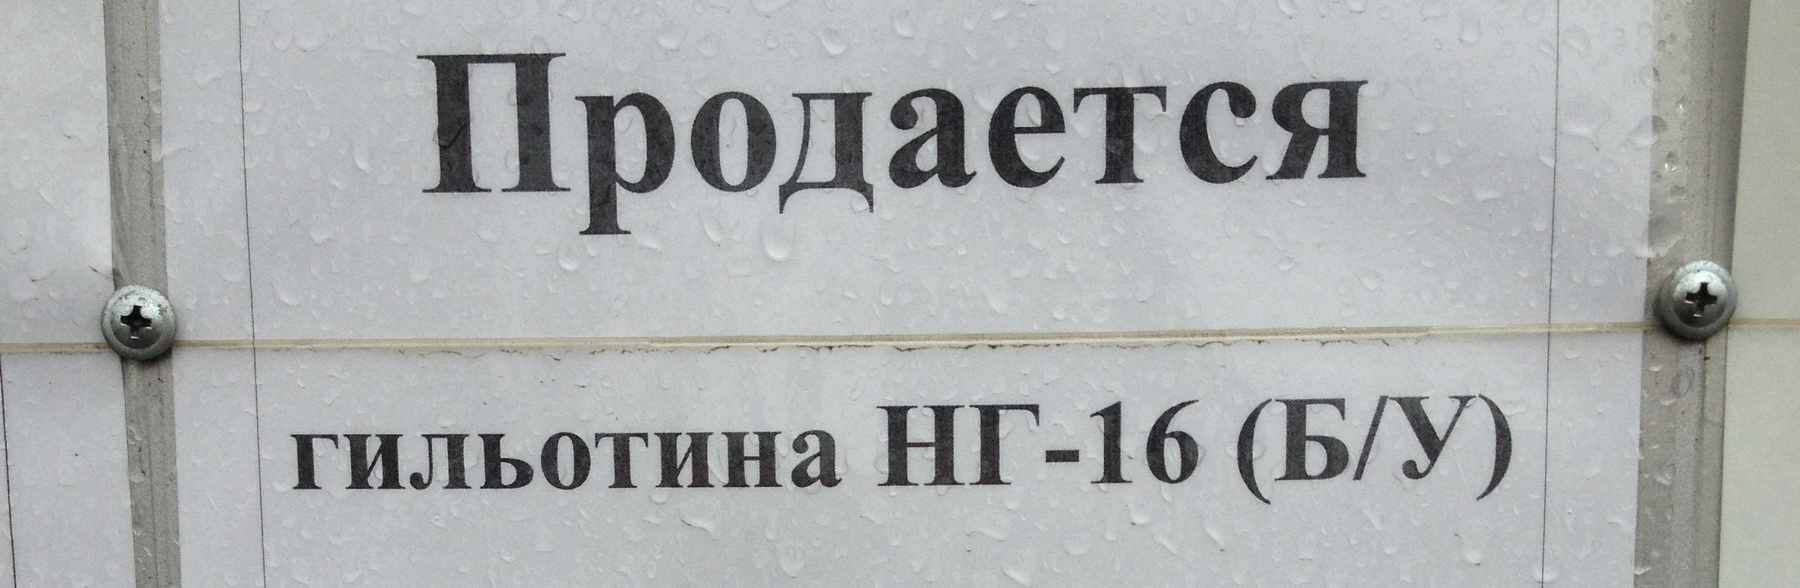 Продается
гильотина НГ-16 (Б/У)